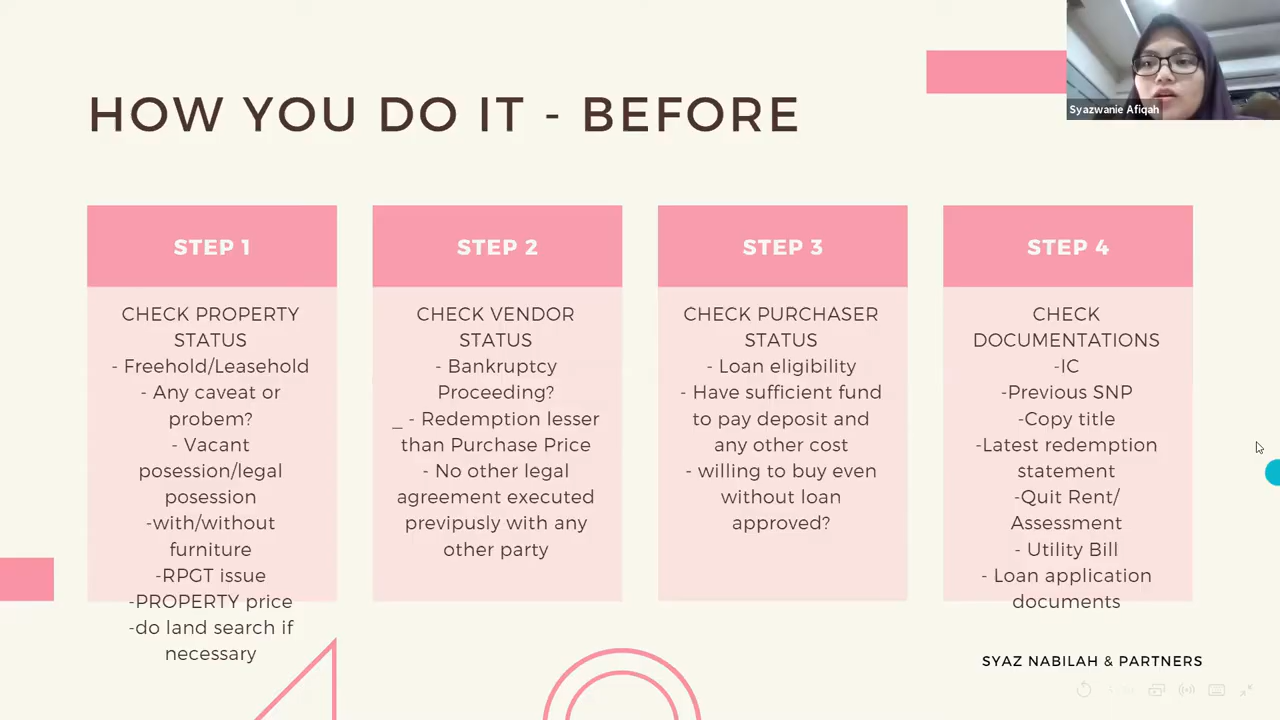 Syazwanie Afiqah
HOW YOU DO IT - BEFORE
STEP 1
CHECK PROPERTY
STATUS
- Freehold/Leasehold
- Any caveat or
probem?
- Vacant
posession/legal
posession
-with/without
furniture
-RPGT issue
-PROPERTY price
-do land search if
necessary
STEP 2
CHECK VENDOR
STATUS
- Bankruptcy
Proceeding?
_ - Redemption lesser
than Purchase Price
- No other legal
agreement executed
previpusly with any
other party
STEP 3
CHECK PURCHASER
STATUS
- Loan eligibility
- Have sufficient fund
to pay deposit and
any other cost
- willing to buy even
without loan
approved?
STEP 4
CHECK
DOCUMENTATIONS
-IC
-Previous SNP
-Copy title
-Latest redemption
statement
-Quit Rent/
Assessment
- Utility Bill
- Loan application
documents
SYAZ NABILAH & PARTNERS